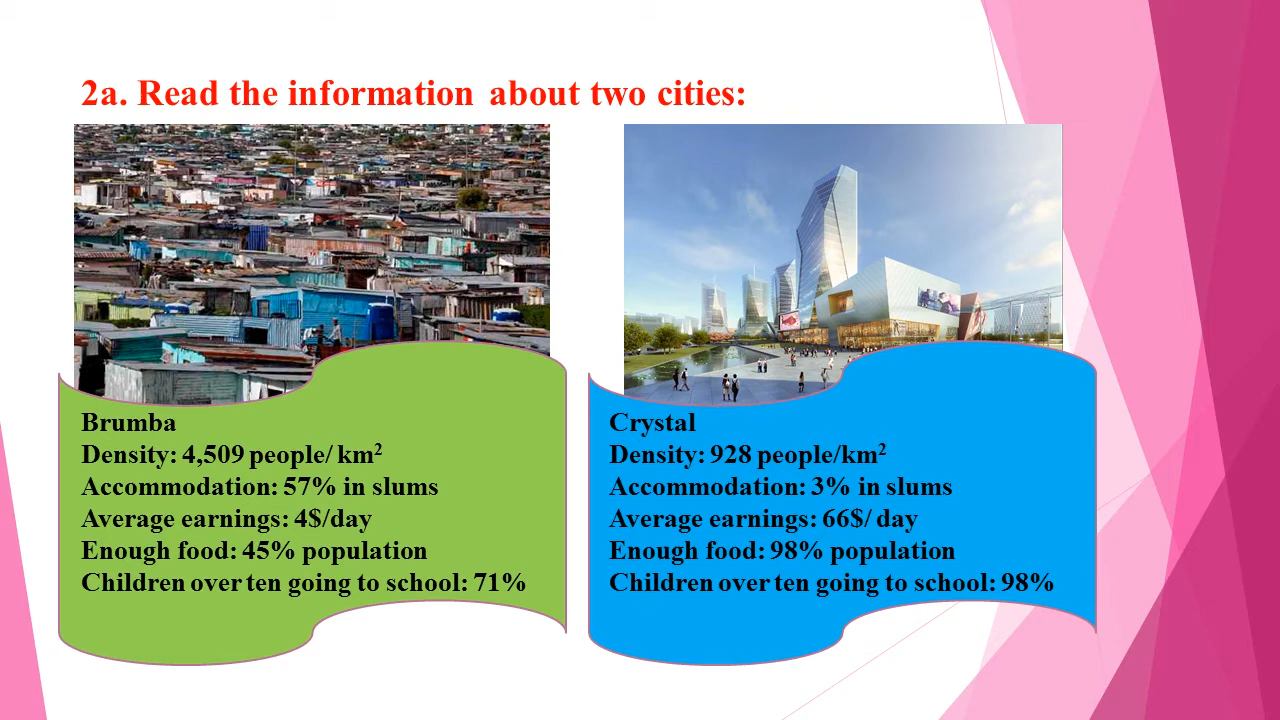 2a. Read the information about two cities:
Brumba
Density: 4,509 people/ km²
Accommodation: 57% in slums
Average earnings: 4$/day
Enough food: 45% population
Children over ten going to school: 71%
Crystal
Density: 928 people/km²
Accommodation: 3% in slums
Average earnings: 66$/ day
Enough food: 98% population
Children over ten going to school: 98%